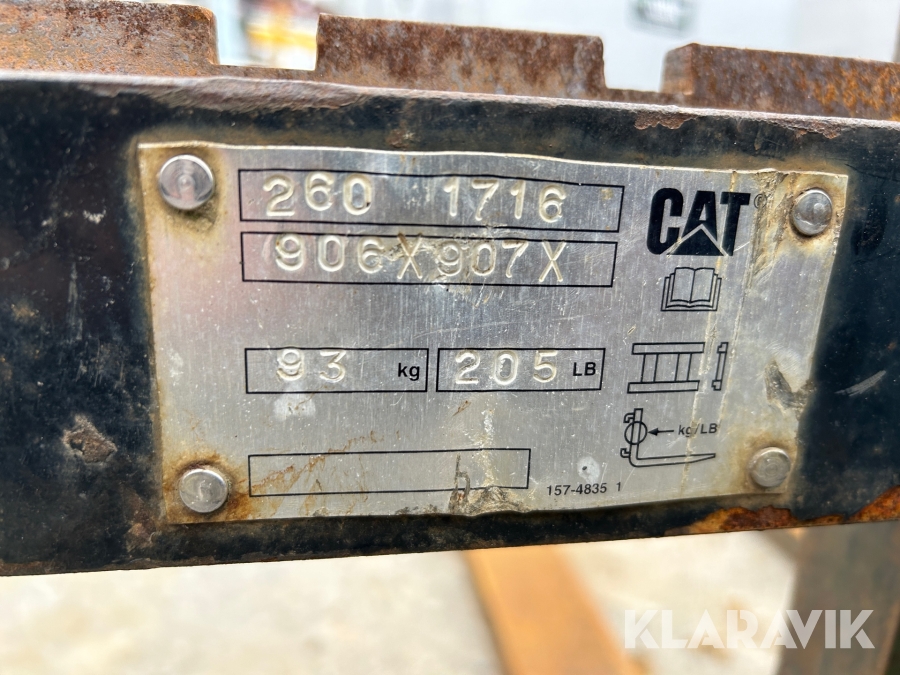 260 1716
CAT®
906X907X
93 kg 205 LB
kg/LB
157-4835 1
KLARAVIK